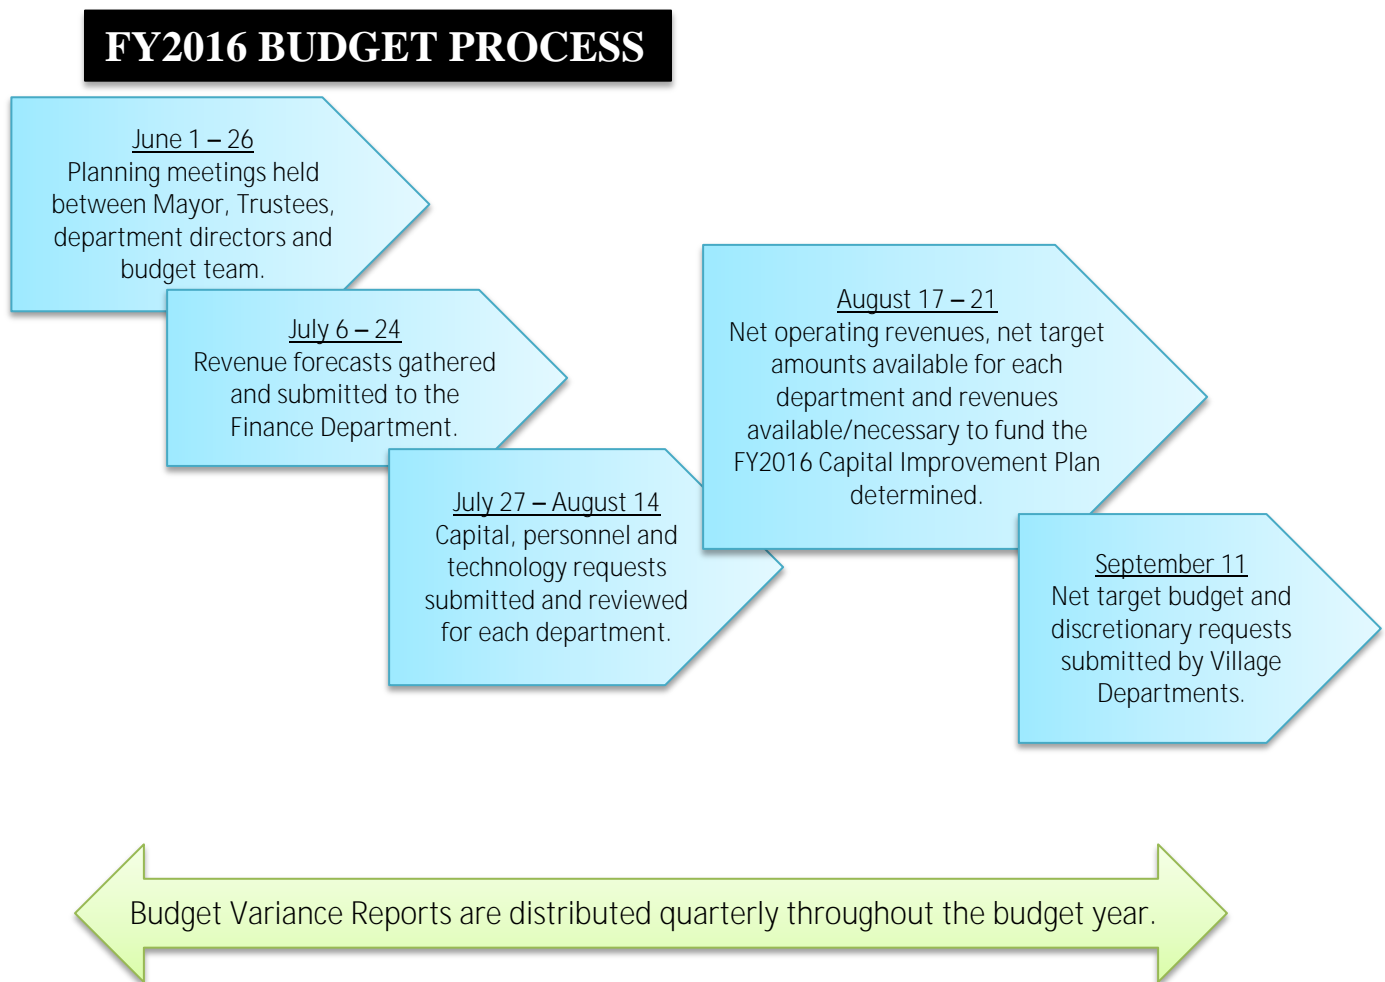 FY2016 BUDGET PROCESS
June 1 – 26
Planning meetings held
between Mayor, Trustees,
department directors and
budget team.
July 6 – 24
Revenue forecasts gathered
and submitted to the
Finance Department.
July 27 – August 14
Capital, personnel and
technology requests
submitted and reviewed
for each department.
August 17 – 21
Net operating revenues, net target
amounts available for each
department and revenues
available/necessary to fund the
FY2016 Capital Improvement Plan
determined.
September 11
Net target budget and
discretionary requests
submitted by Village
Departments.
Budget Variance Reports are distributed quarterly throughout the budget year.